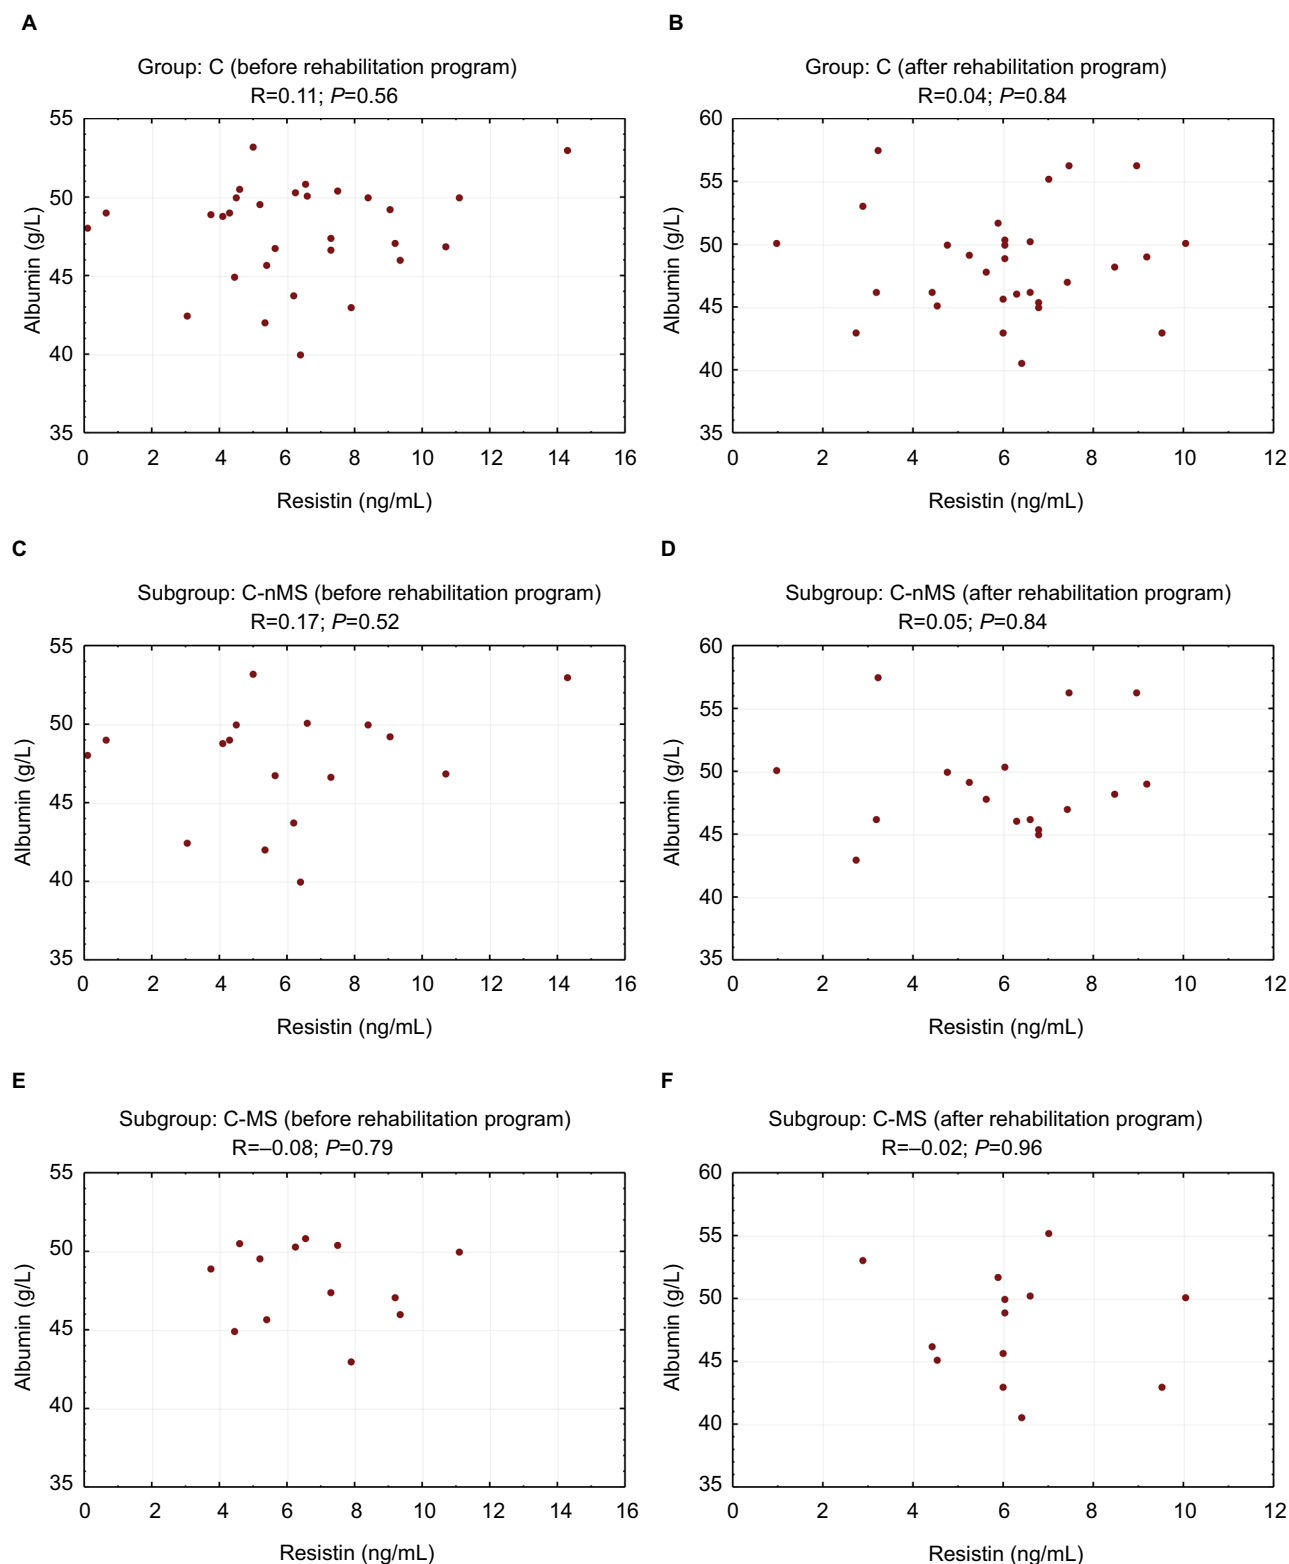 A
Group: C (before rehabilitation program)
R=0.11; P=0.56
55
50
45
40
35
Albumin (g/L)
0 2 4 6 8 10 12 14 16
Resistin (ng/mL)
B
Group: C (after rehabilitation program)
R=0.04; P=0.84
60
55
50
45
40
35
Albumin (g/L)
0 2 4 6 8 10 12
Resistin (ng/mL)
C
Subgroup: C-nMS (before rehabilitation program)
R=0.17; P=0.52
55
50
45
40
35
Albumin (g/L)
0 2 4 6 8 10 12 14 16
Resistin (ng/mL)
D
Subgroup: C-nMS (after rehabilitation program)
R=0.05; P=0.84
60
55
50
45
40
35
Albumin (g/L)
0 2 4 6 8 10 12
Resistin (ng/mL)
E
Subgroup: C-MS (before rehabilitation program)
R=–0.08; P=0.79
55
50
45
40
35
Albumin (g/L)
0 2 4 6 8 10 12 14 16
Resistin (ng/mL)
F
Subgroup: C-MS (after rehabilitation program)
R=–0.02; P=0.96
60
55
50
45
40
35
Albumin (g/L)
0 2 4 6 8 10 12
Resistin (ng/mL)